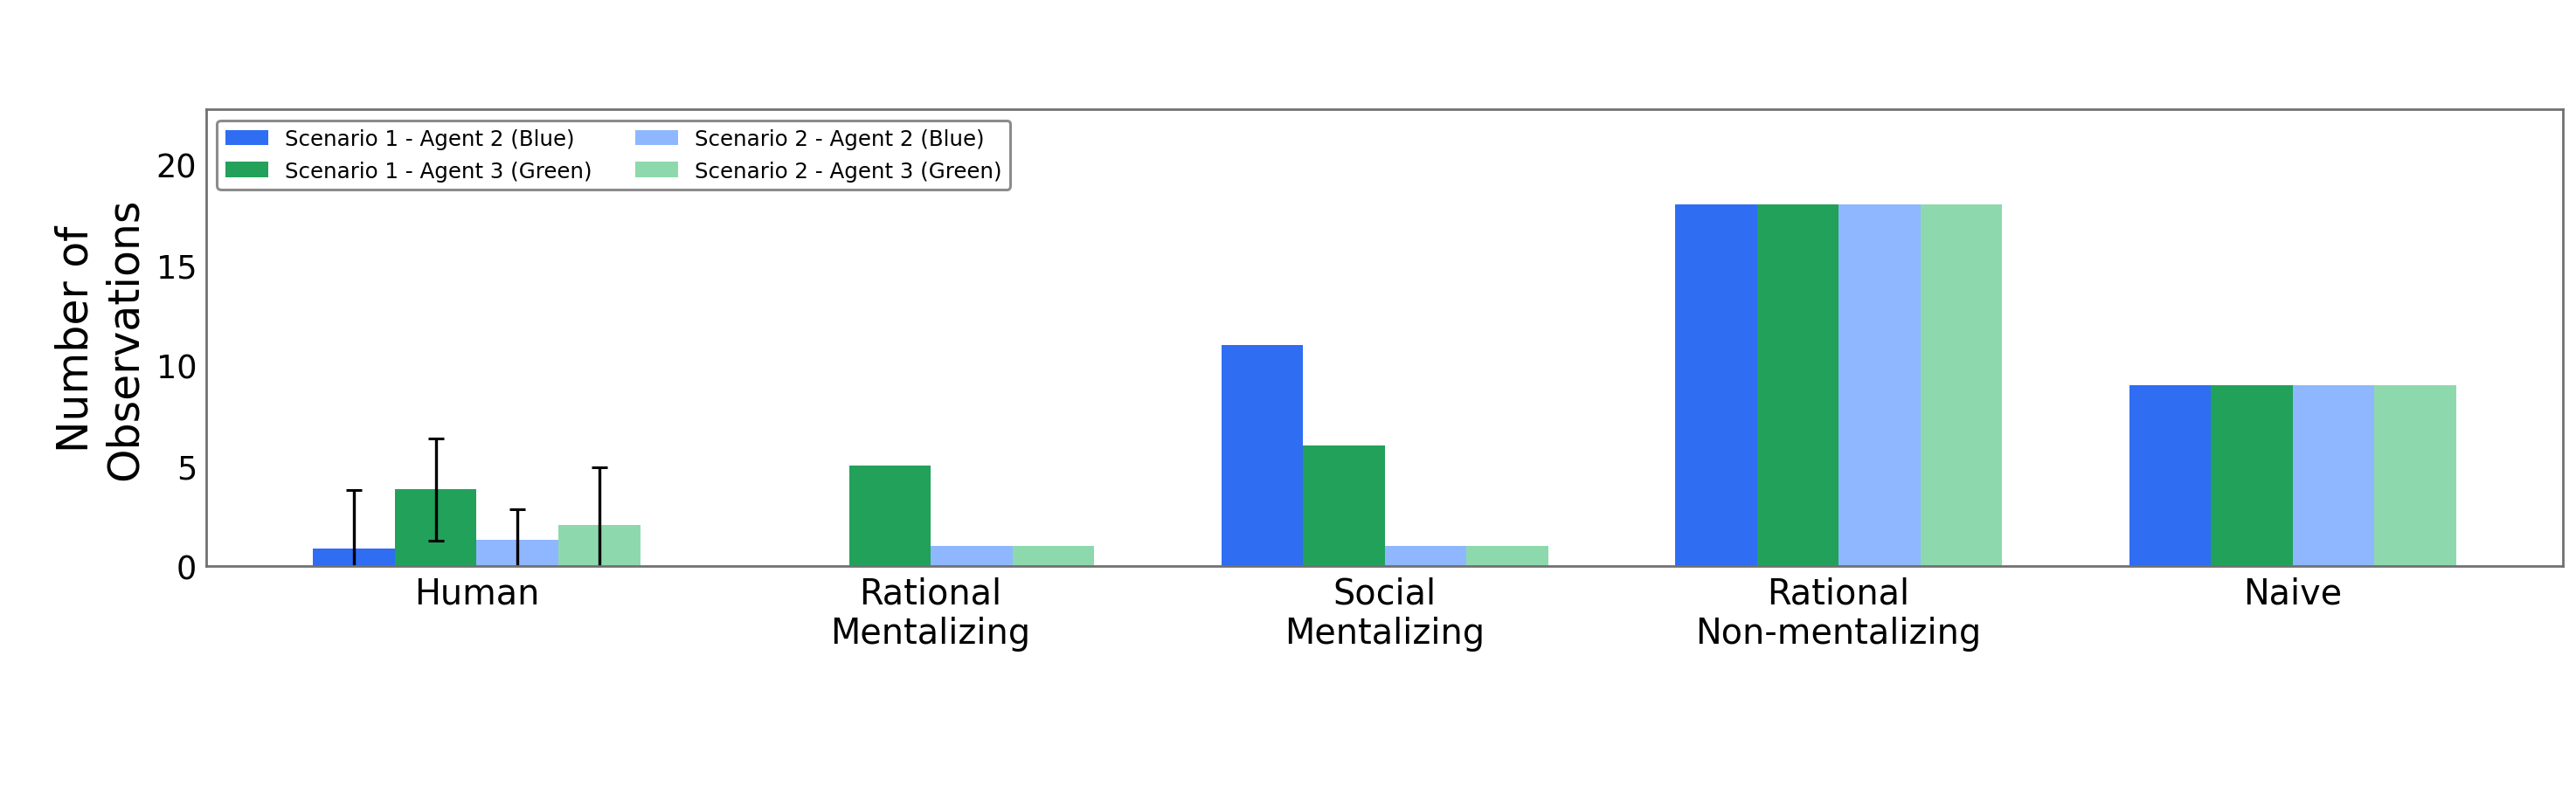 Scenario 1 - Agent 2 (Blue)
Scenario 1 - Agent 3 (Green)
Scenario 2 - Agent 2 (Blue)
Scenario 2 - Agent 3 (Green)
Number of
Observations
20
15
10
5
0
Human
Rational
Mentalizing
Social
Mentalizing
Rational
Non-mentalizing
Naive